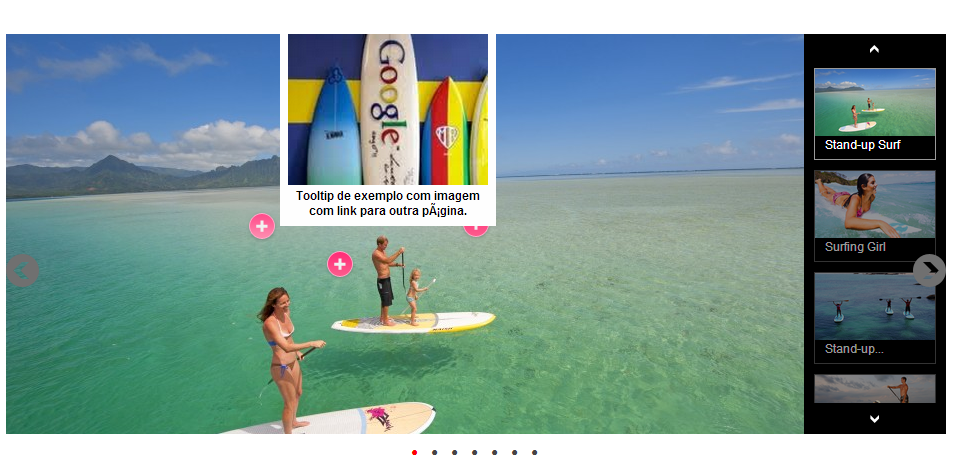 Google
Tooltip de exemplo com imagem
com link para outra pÃ¡gina.
Stand-up Surf
Surfing Girl
Stand-up...